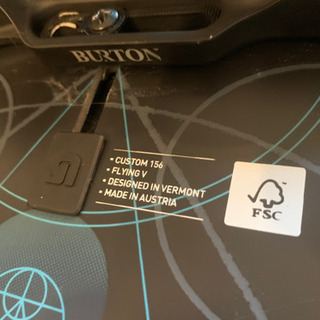 BURTON
• CUSTOM 156
• FLYING V
• DESIGNED IN VERMONT
• MADE IN AUSTRIA
FSC